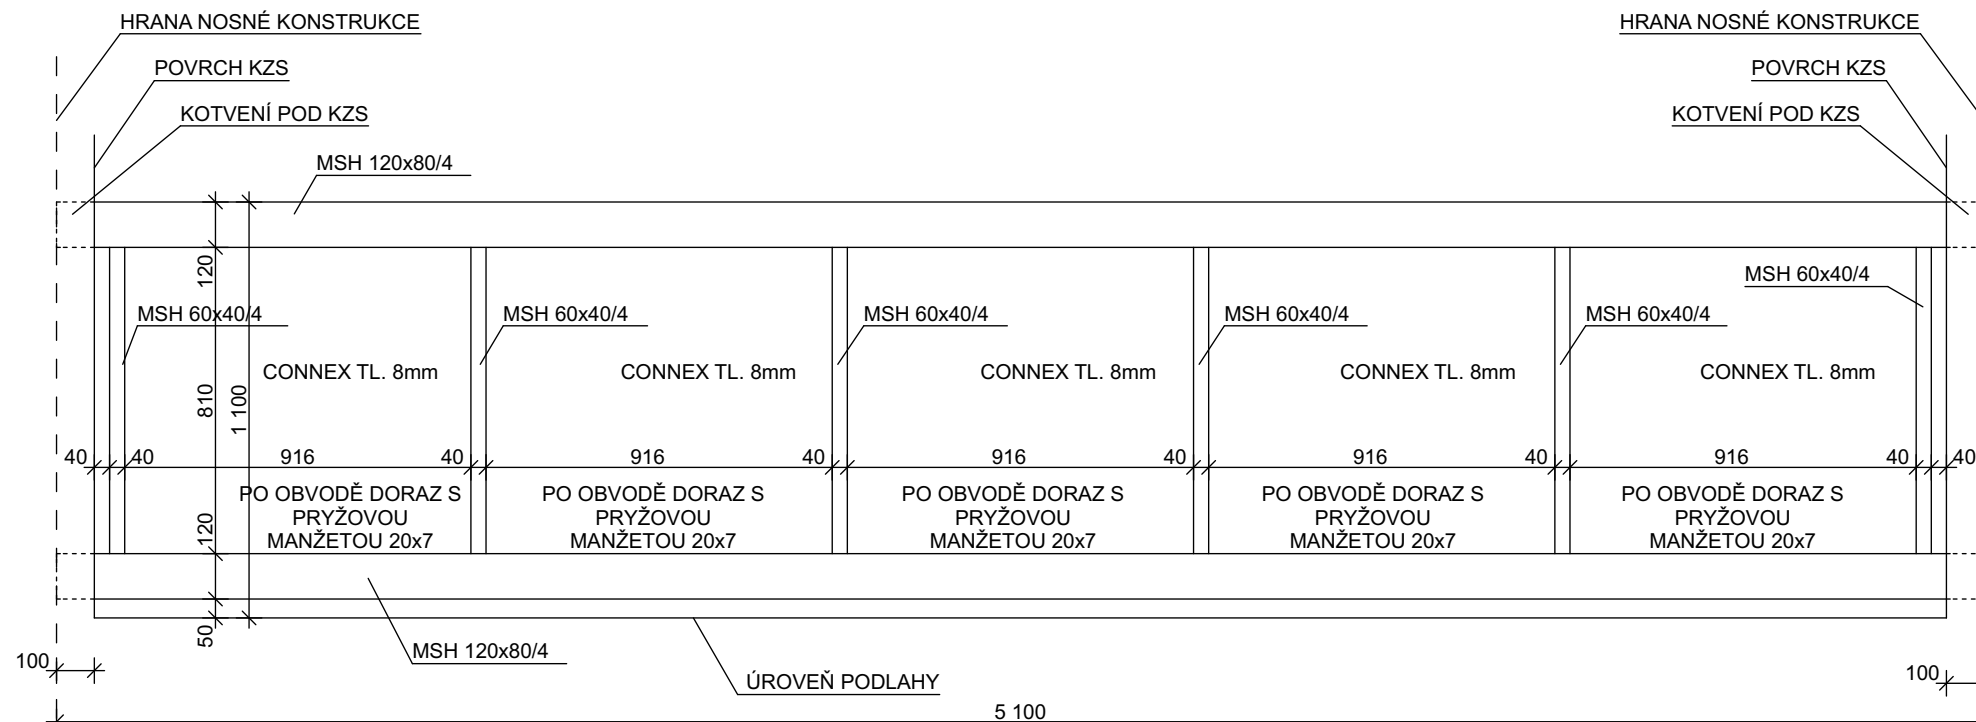 HRANA NOSNÉ KONSTRUKCE
HRANA NOSNÉ KONSTRUKCE
POVRCH KZS
POVRCH KZS
KOTVENÍ POD KZS
KOTVENÍ POD KZS
MSH 120x80/4
120
MSH 60x40/4
MSH 60x40/4
MSH 60x40/4
MSH 60x40/4
MSH 60x40/4
MSH 60x40/4
CONNEX TL. 8mm
CONNEX TL. 8mm
CONNEX TL. 8mm
CONNEX TL. 8mm
CONNEX TL. 8mm
810
1 100
40
40
916
40
916
40
916
40
916
40
916
40
40
PO OBVODĚ DORAZ S
PRYŽOVOU
MANŽETOU 20x7
PO OBVODĚ DORAZ S
PRYŽOVOU
MANŽETOU 20x7
PO OBVODĚ DORAZ S
PRYŽOVOU
MANŽETOU 20x7
PO OBVODĚ DORAZ S
PRYŽOVOU
MANŽETOU 20x7
PO OBVODĚ DORAZ S
PRYŽOVOU
MANŽETOU 20x7
120
50
MSH 120x80/4
100
ÚROVEŇ PODLAHY
100
5 100